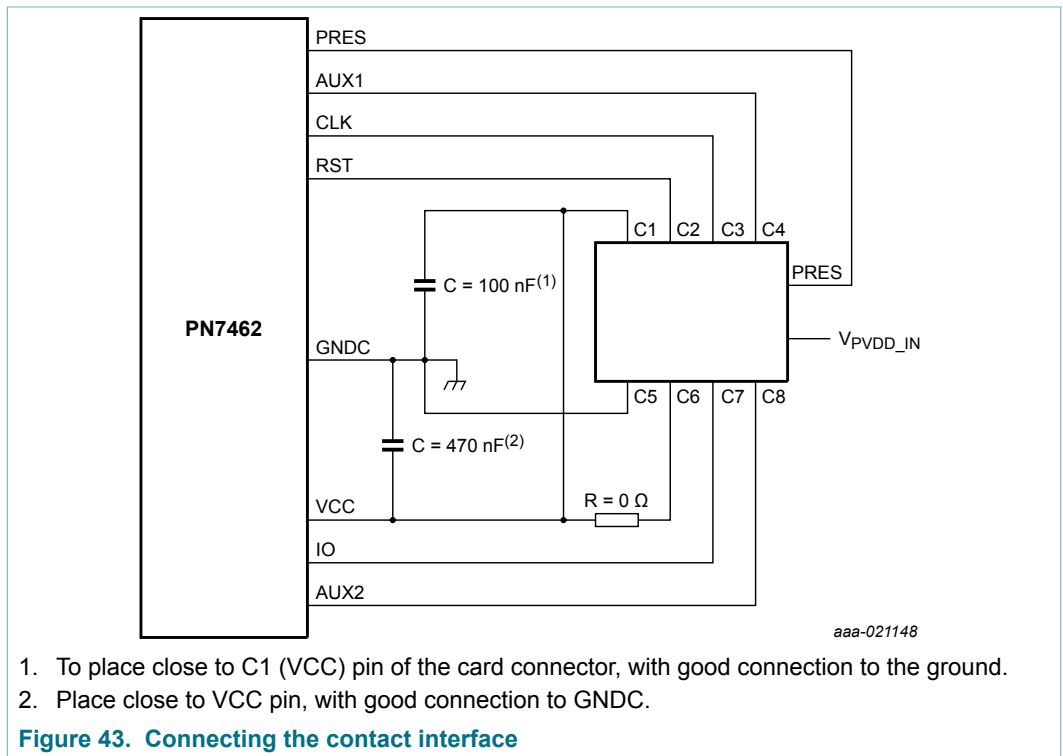 PRES
AUX1
CLK
RST
C1 C2 C3 C4
PRES
C = 100 nF(1)
PN7462
GNDC
VPVDD_IN
C5 C6 C7 C8
C = 470 nF(2)
R = 0 Ω
VCC
IO
AUX2
aaa-021148
1. To place close to C1 (VCC) pin of the card connector, with good connection to the ground.
2. Place close to VCC pin, with good connection to GNDC.
Figure 43. Connecting the contact interface